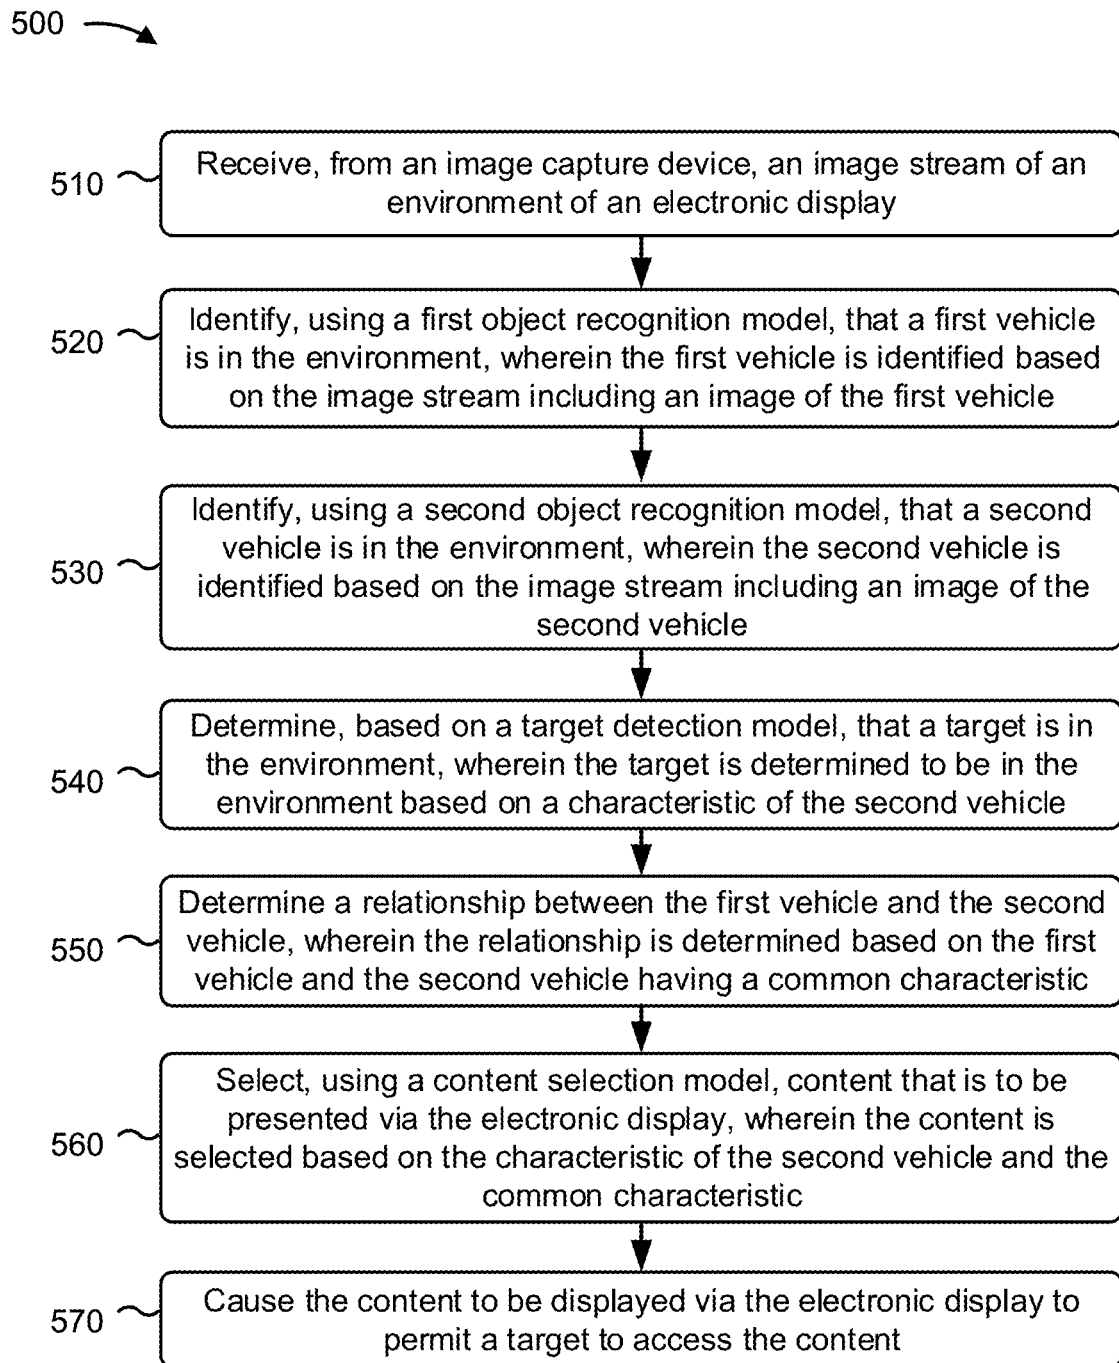 500
510
Receive, from an image capture device, an image stream of an
environment of an electronic display
520
Identify, using a first object recognition model, that a first vehicle
is in the environment, wherein the first vehicle is identified based
on the image stream including an image of the first vehicle
530
Identify, using a second object recognition model, that a second
vehicle is in the environment, wherein the second vehicle is
identified based on the image stream including an image of the
second vehicle
540
Determine, based on a target detection model, that a target is in
the environment, wherein the target is determined to be in the
environment based on a characteristic of the second vehicle
550
Determine a relationship between the first vehicle and the second
vehicle, wherein the relationship is determined based on the first
vehicle and the second vehicle having a common characteristic
560
Select, using a content selection model, content that is to be
presented via the electronic display, wherein the content is
selected based on the characteristic of the second vehicle and the
common characteristic
570
Cause the content to be displayed via the electronic display to
permit a target to access the content